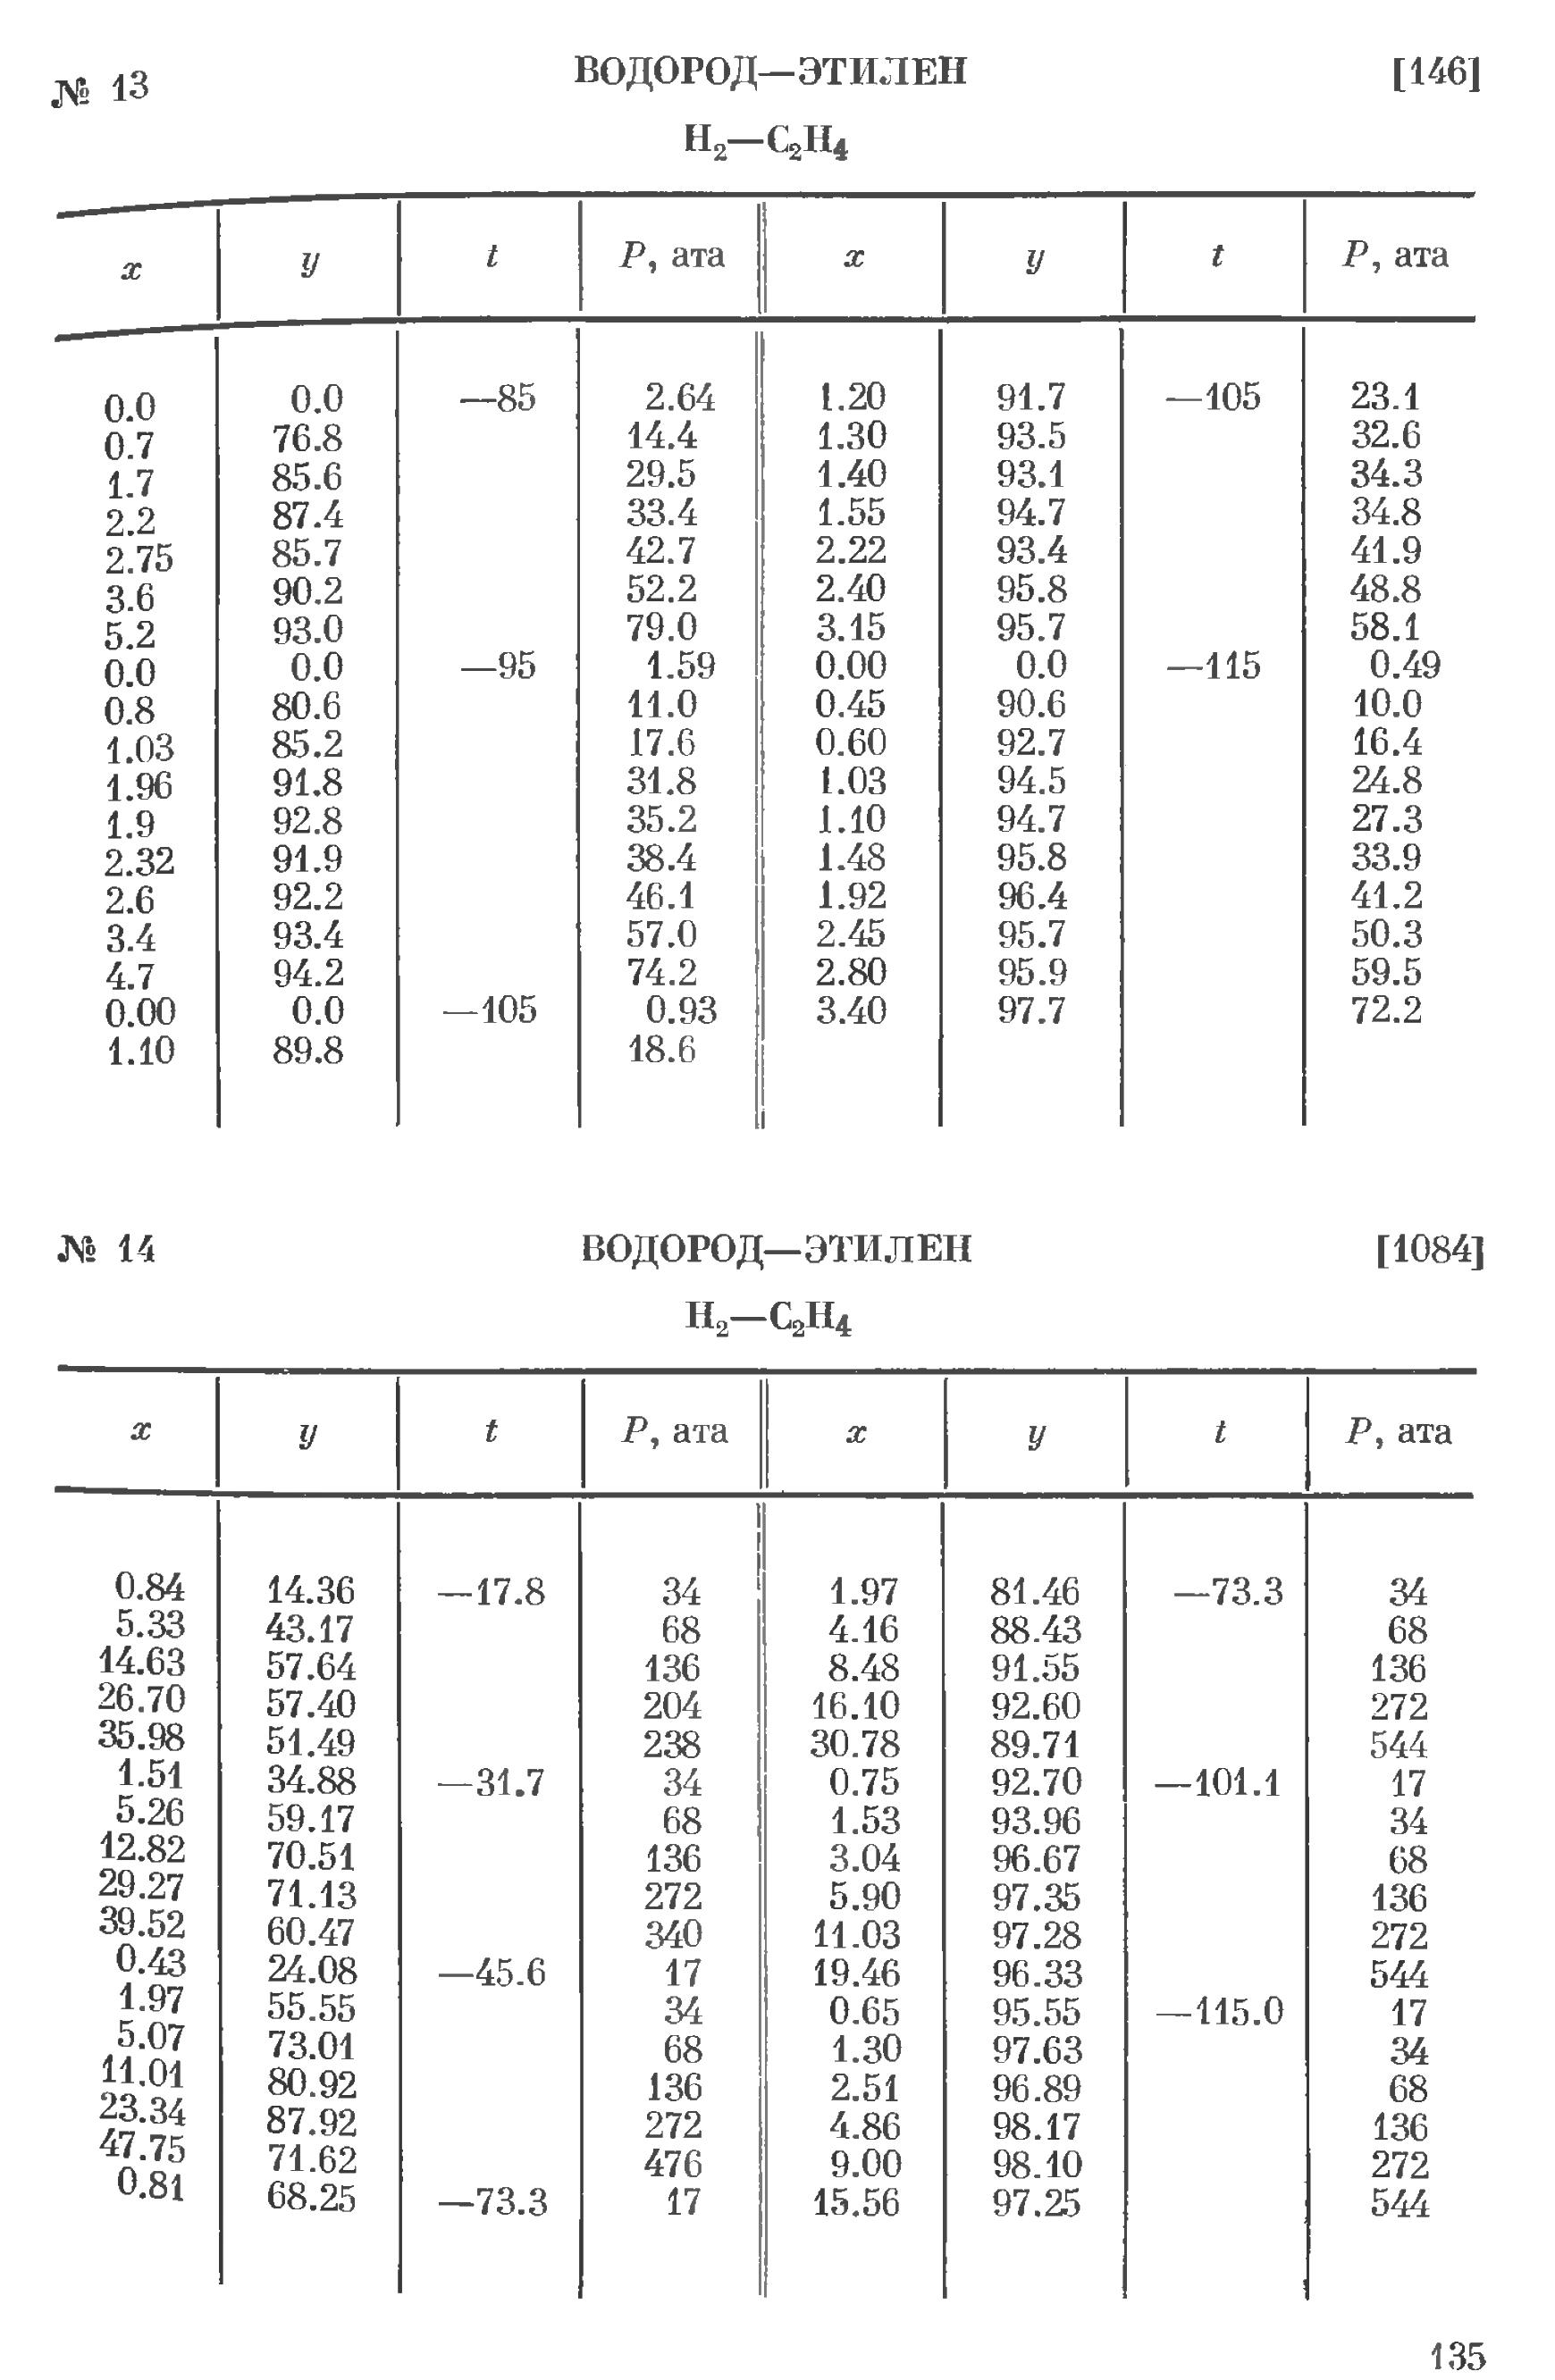 № 13 ВОДОРОД—ЭТИЛЕН [146]
H₂—C₂H₄
x y t P, ата x y t P, ата
0.0 0.0 —85 2.64 1.20 91.7 —105 23.1
0.7 76.8 14.4 1.30 93.5 32.6
1.7 85.6 29.5 1.40 93.1 34.3
2.2 87.4 33.4 1.55 94.7 34.8
2.75 85.7 42.7 2.22 93.4 41.9
3.6 90.2 52.2 2.40 95.8 48.8
5.2 93.0 79.0 3.15 95.7 58.1
0.0 0.0 —95 1.59 0.00 0.0 —115 0.49
0.8 80.6 11.0 0.45 90.6 10.0
1.03 85.2 17.6 0.60 92.7 16.4
1.96 91.8 31.8 1.03 94.5 24.8
1.9 92.8 35.2 1.10 94.7 27.3
2.32 91.9 38.4 1.48 95.8 33.9
2.6 92.2 46.1 1.92 96.4 41.2
3.4 93.4 57.0 2.45 95.7 50.3
4.7 94.2 74.2 2.80 95.9 59.5
0.00 0.0 —105 0.93 3.40 97.7 72.2
1.10 89.8 18.6
№ 14 ВОДОРОД—ЭТИЛЕН [1084]
H₂—C₂H₄
x y t P, ата x y t P, ата
0.84 14.36 —17.8 34 1.97 81.46 —73.3 34
5.33 43.17 68 4.16 88.43 68
14.63 57.64 136 8.48 91.55 136
26.70 57.40 204 16.10 92.60 272
35.98 51.49 238 30.78 89.71 544
1.51 34.88 —31.7 34 0.75 92.70 —101.1 17
5.26 59.17 68 1.53 93.96 34
12.82 70.51 136 3.04 96.67 68
29.27 71.13 272 5.90 97.35 136
39.52 60.47 340 11.03 97.28 272
0.43 24.08 —45.6 17 19.46 96.33 544
1.97 55.55 34 0.65 95.55 —115.0 17
5.07 73.01 68 1.30 97.63 34
11.01 80.92 136 2.51 96.89 68
23.34 87.92 272 4.86 98.17 136
47.75 71.62 476 9.00 98.10 272
0.81 68.25 —73.3 17 15.56 97.25 544
135